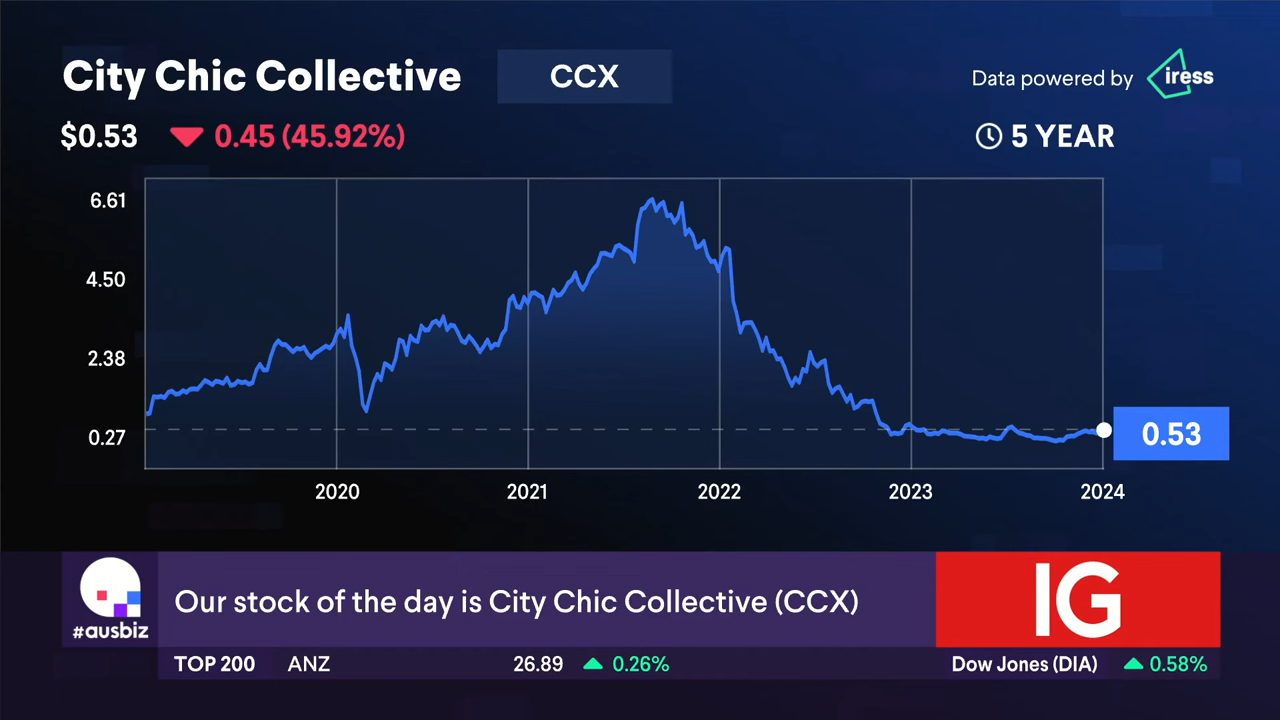 City Chic Collective CCX
Data powered by iress
$0.53 ▼ 0.45 (45.92%)
5 YEAR
6.61
4.50
2.38
0.27
0.53
2020 2021 2022 2023 2024
#ausbiz
Our stock of the day is City Chic Collective (CCX)
IG
TOP 200 ANZ 26.89 ▲ 0.26% Dow Jones (DIA) ▲ 0.58%